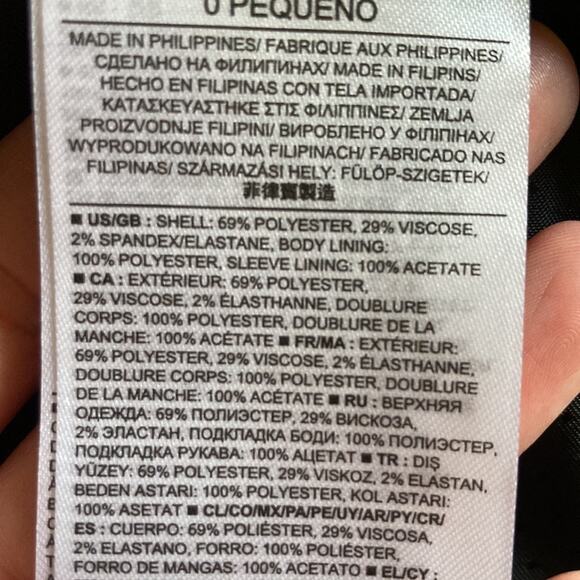 0 PEQUENO
MADE IN PHILIPPINES/ FABRIQUE AUX PHILIPPINES/
СДЕЛАНО НА ФИЛИПИНАХ/ MADE IN FILIPINS/
HECHO EN FILIPINAS CON TELA IMPORTADA/
ΚΑΤΑΣΚΕΥΑΣΤΗΚΕ ΣΤΙΣ ΦΙΛΙΠΠΙΝΕΣ/ ZEMLJA
PROIZVODNJE FILIPINI/ ВИРОБЛЕНО У ФІЛІПІНАХ/
WYPRODUKOWANO NA FILIPINACH/ FABRICADO NAS
FILIPINAS/ SZÁRMAZÁSI HELY: FÜLÖP-SZIGETEK/
菲律賓製造
■ US/GB : SHELL: 69% POLYESTER, 29% VISCOSE,
2% SPANDEX/ELASTANE, BODY LINING:
100% POLYESTER, SLEEVE LINING: 100% ACETATE
■ CA : EXTÉRIEUR: 69% POLYESTER,
29% VISCOSE, 2% ÉLASTHANNE, DOUBLURE
CORPS: 100% POLYESTER, DOUBLURE DE LA
MANCHE: 100% ACÉTATE ■ FR/MA : EXTÉRIEUR:
69% POLYESTER, 29% VISCOSE, 2% ÉLASTHANNE,
DOUBLURE CORPS: 100% POLYESTER, DOUBLURE
DE LA MANCHE: 100% ACÉTATE ■ RU : ВЕРХНЯЯ
ОДЕЖДА: 69% ПОЛИЭСТЕР, 29% ВИСКОЗА,
2% ЭЛАСТАН, ПОДКЛАДКА БОДИ: 100% ПОЛИЭСТЕР,
ПОДКЛАДКА РУКАВА: 100% АЦЕТАТ ■ TR : DIŞ
YÜZEY: 69% POLYESTER, 29% VISKOZ, 2% ELASTAN,
BEDEN ASTARI: 100% POLYESTER, KOL ASTARI:
100% ASETAT ■ CL/CO/MX/PA/PE/UY/AR/PY/CR/
ES : CUERPO: 69% POLIÉSTER, 29% VISCOSA,
2% ELASTANO, FORRO: 100% POLIÉSTER,
FORRO DE MANGAS: 100% ACETATO ■ EL/CY :